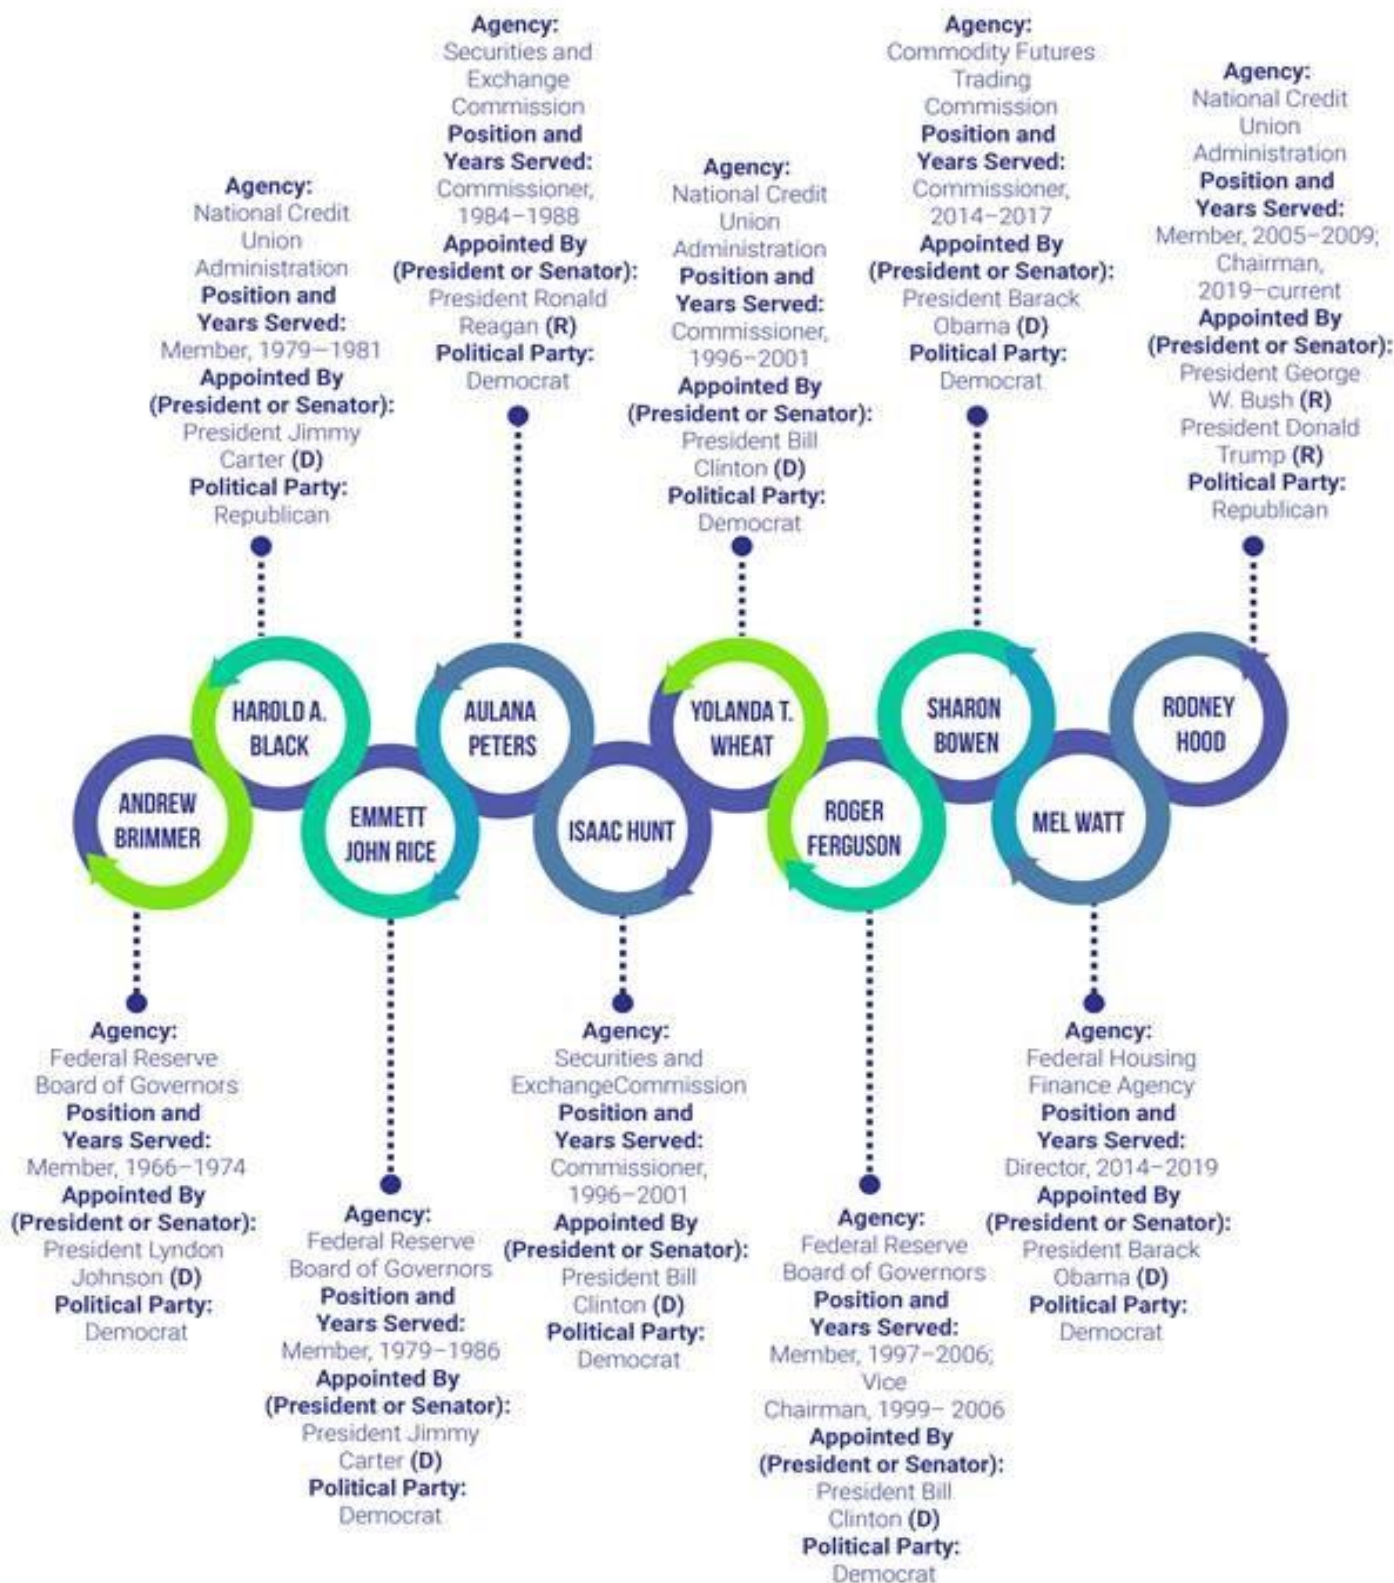 Agency:
Securities and
Exchange
Commission
Position and
Years Served:
Commissioner,
1984–1988
Appointed By
(President or Senator):
President Ronald
Reagan (R)
Political Party:
Democrat
Agency:
Commodity Futures
Trading
Commission
Position and
Years Served:
Commissioner,
2014–2017
Appointed By
(President or Senator):
President Barack
Obama (D)
Political Party:
Democrat
Agency:
National Credit
Union
Administration
Position and
Years Served:
Member, 2005–2009;
Chairman,
2019–current
Appointed By
(President or Senator):
President George
W. Bush (R)
President Donald
Trump (R)
Political Party:
Republican
Agency:
National Credit
Union
Administration
Position and
Years Served:
Member, 1979–1981
Appointed By
(President or Senator):
President Jimmy
Carter (D)
Political Party:
Republican
Agency:
National Credit
Union
Administration
Position and
Years Served:
Commissioner,
1996–2001
Appointed By
(President or Senator):
President Bill
Clinton (D)
Political Party:
Democrat
ANDREW
BRIMMER
HAROLD A.
BLACK
EMMETT
JOHN RICE
AULANA
PETERS
ISAAC HUNT
YOLANDA T.
WHEAT
ROGER
FERGUSON
SHARON
BOWEN
MEL WATT
RODNEY
HOOD
Agency:
Federal Reserve
Board of Governors
Position and
Years Served:
Member, 1966–1974
Appointed By
(President or Senator):
President Lyndon
Johnson (D)
Political Party:
Democrat
Agency:
Federal Reserve
Board of Governors
Position and
Years Served:
Member, 1979–1986
Appointed By
(President or Senator):
President Jimmy
Carter (D)
Political Party:
Democrat
Agency:
Securities and
ExchangeCommission
Position and
Years Served:
Commissioner,
1996–2001
Appointed By
(President or Senator):
President Bill
Clinton (D)
Political Party:
Democrat
Agency:
Federal Reserve
Board of Governors
Position and
Years Served:
Member, 1997–2006;
Vice
Chairman, 1999– 2006
Appointed By
(President or Senator):
President Bill
Clinton (D)
Political Party:
Democrat
Agency:
Federal Housing
Finance Agency
Position and
Years Served:
Director, 2014–2019
Appointed By
(President or Senator):
President Barack
Obama (D)
Political Party:
Democrat